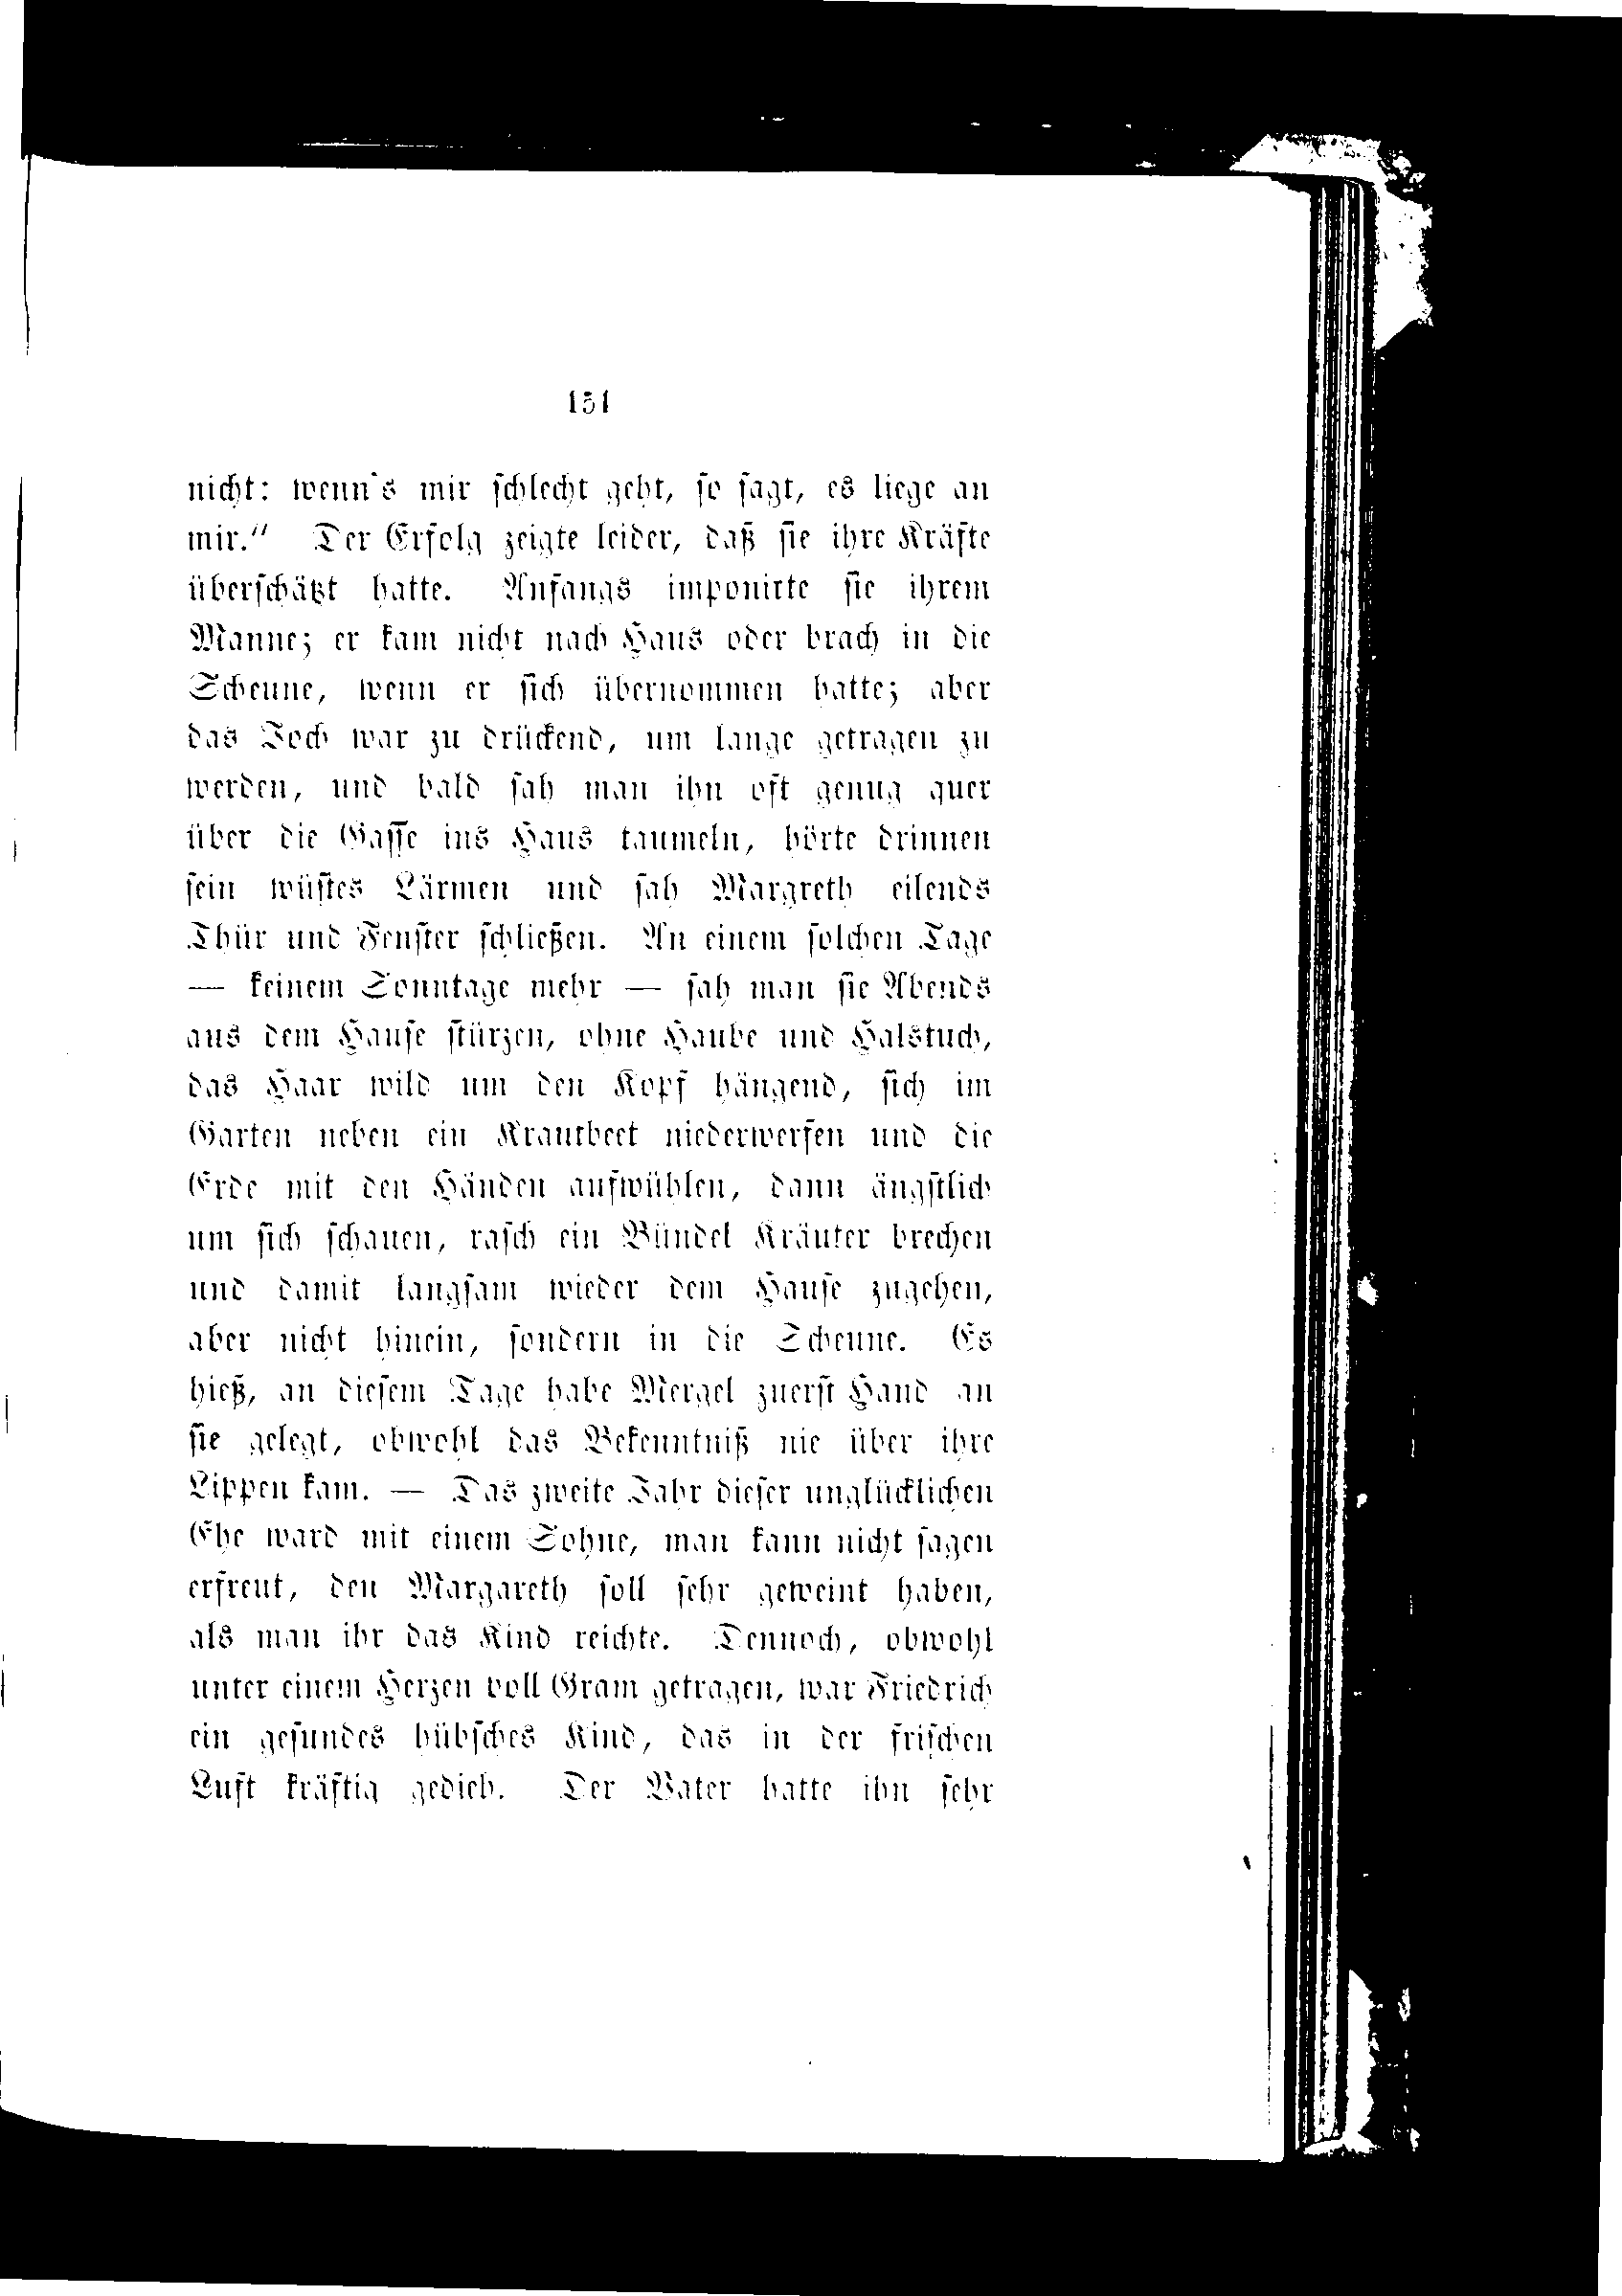 151
nicht: wenn's mir schlecht geht, so sagt, es liege an
mir.“ Der Erfolg zeigte leider, daß sie ihre Kräfte
überschätzt hatte. Anfangs imponirte sie ihrem
Manne; er kam nicht nach Haus oder brach in die
Scheune, wenn er sich übernommen hatte; aber
das Joch war zu drückend, um lange getragen zu
werden, und bald sah man ihn oft genug quer
über die Gasse ins Haus taumeln, hörte drinnen
sein wüstes Lärmen und sah Margreth eilends
Thür und Fenster schließen. An einem solchen Tage
— keinem Sonntage mehr — sah man sie Abends
aus dem Hause stürzen, ohne Haube und Halstuch,
das Haar wild um den Kopf hängend, sich im
Garten neben ein Krautbeet niederwerfen und die
Erde mit den Händen aufwühlen, dann ängstlich
um sich schauen, rasch ein Bündel Kräuter brechen
und damit langsam wieder dem Hause zugehen,
aber nicht hinein, sondern in die Scheune. Es
hieß, an diesem Tage habe Mergel zuerst Hand an
sie gelegt, obwohl das Bekenntniß nie über ihre
Lippen kam. — Das zweite Jahr dieser unglücklichen
Ehe ward mit einem Sohne, man kann nicht sagen
erfreut, den Margareth soll sehr geweint haben,
als man ihr das Kind reichte. Dennoch, obwohl
unter einem Herzen voll Gram getragen, war Friedrich
ein gesundes hübsches Kind, das in der frischen
Luft kräftig gedieh. Der Vater hatte ihn sehr